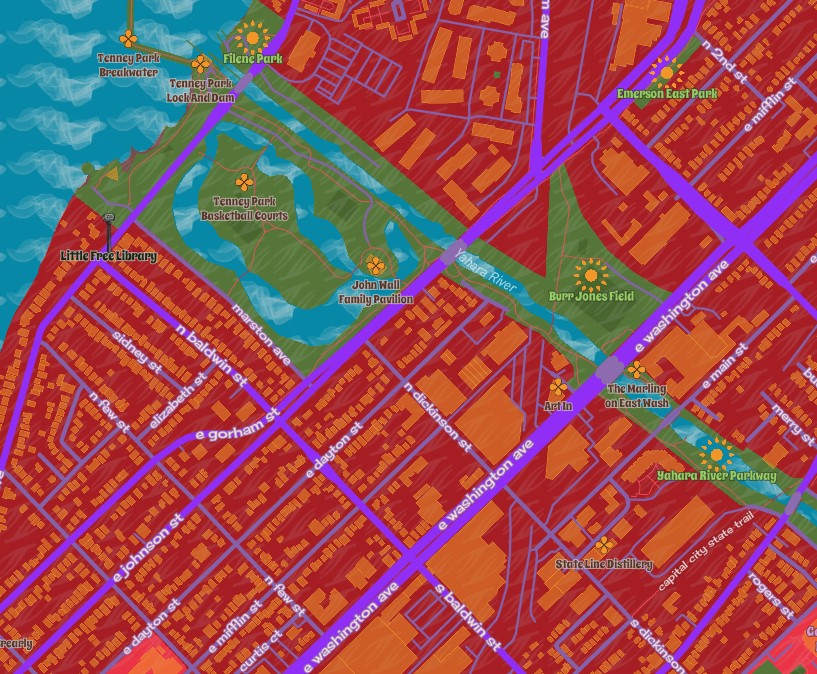 m ave
n 2nd st
Tenney Park
Breakwater
Filene Park
Tenney Park
Lock And Dam
Emerson East Park
e mifflin st
Tenney Park
Basketball Courts
Little Free Library
Yahara River
John Wall
Family Pavilion
Burr Jones Field
e washington ave
marston ave
sidney st
n baldwin st
elizabeth st
n few st
n dickinson st
The Marling
on East Wash
e main st
Art In
merry st
e gorham st
e dayton st
e washington ave
Yahara River Parkway
e johnson st
State Line Distillery
capital city state trail
n few st
e mifflin st
e dayton st
curtis ct
e washington ave
s baldwin st
s dickinson
rogers st